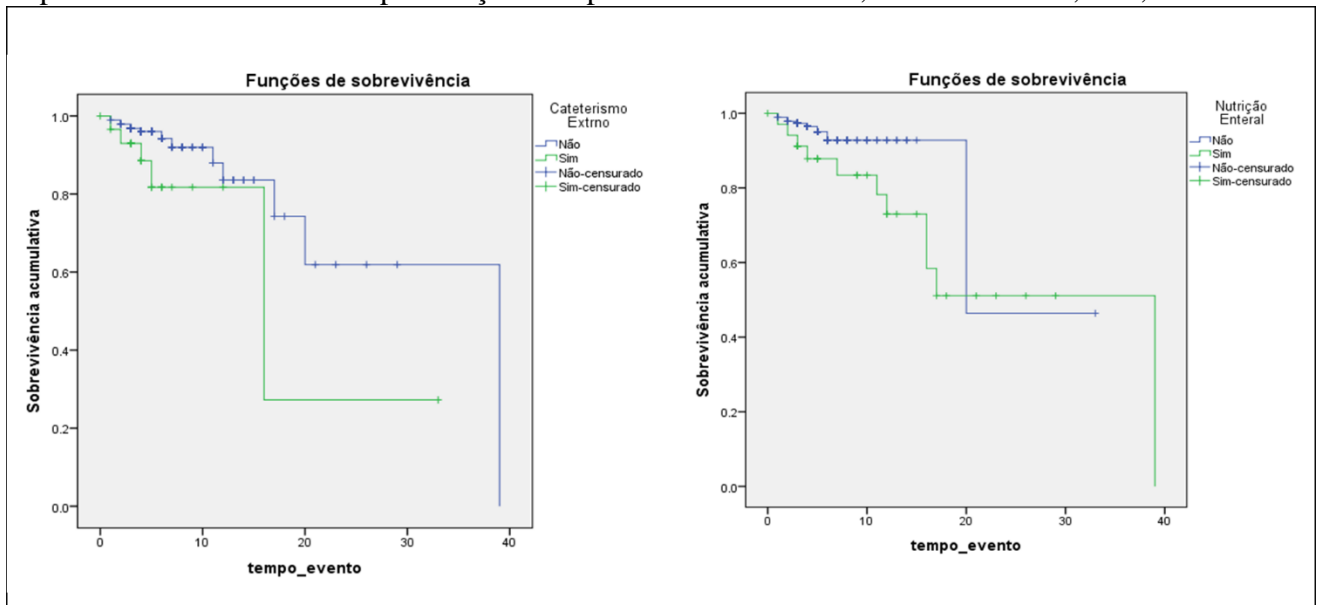 Funções de sobrevivência
Cateterismo
Extrno
Não
Sim
Não-censurado
Sim-censurado
Sobrevivência acumulativa
1.0
0.8
0.6
0.4
0.2
0.0
0 10 20 30 40
tempo_evento
Funções de sobrevivência
Nutrição
Enteral
Não
Sim
Não-censurado
Sim-censurado
Sobrevivência acumulativa
1.0
0.8
0.6
0.4
0.2
0.0
0 10 20 30 40
tempo_evento